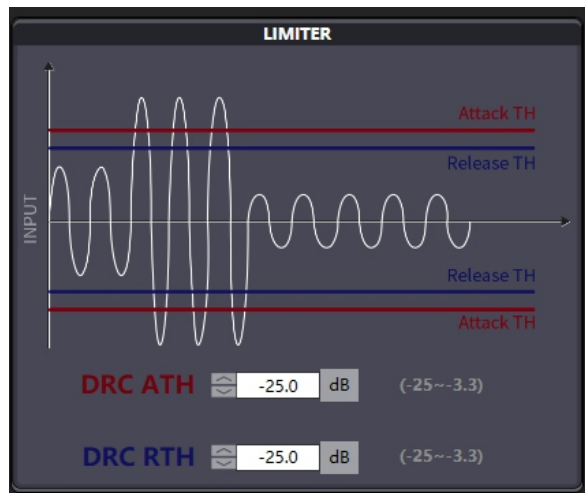 LIMITER
Attack TH
Release TH
INPUT
Release TH
Attack TH
DRC ATH -25.0 dB (-25~-3.3)
DRC RTH -25.0 dB (-25~-3.3)